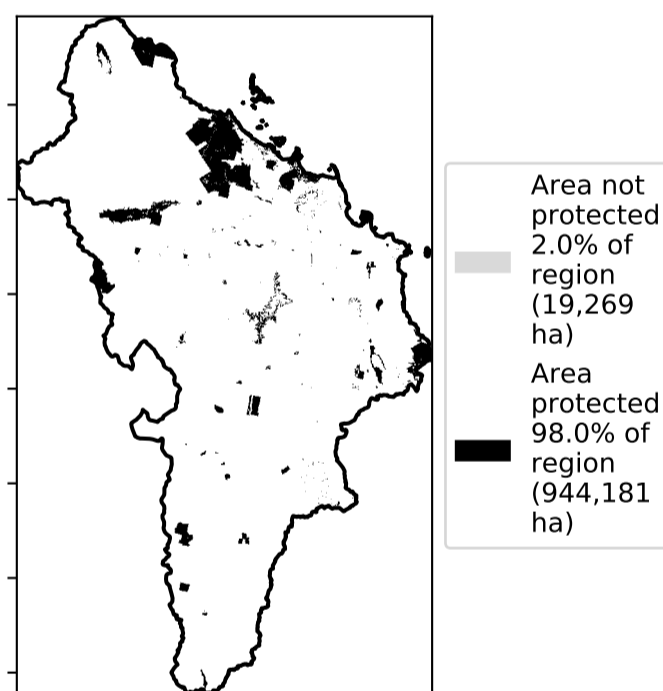 Area not
protected
2.0% of
region
(19,269
ha)
Area
protected
98.0% of
region
(944,181
ha)